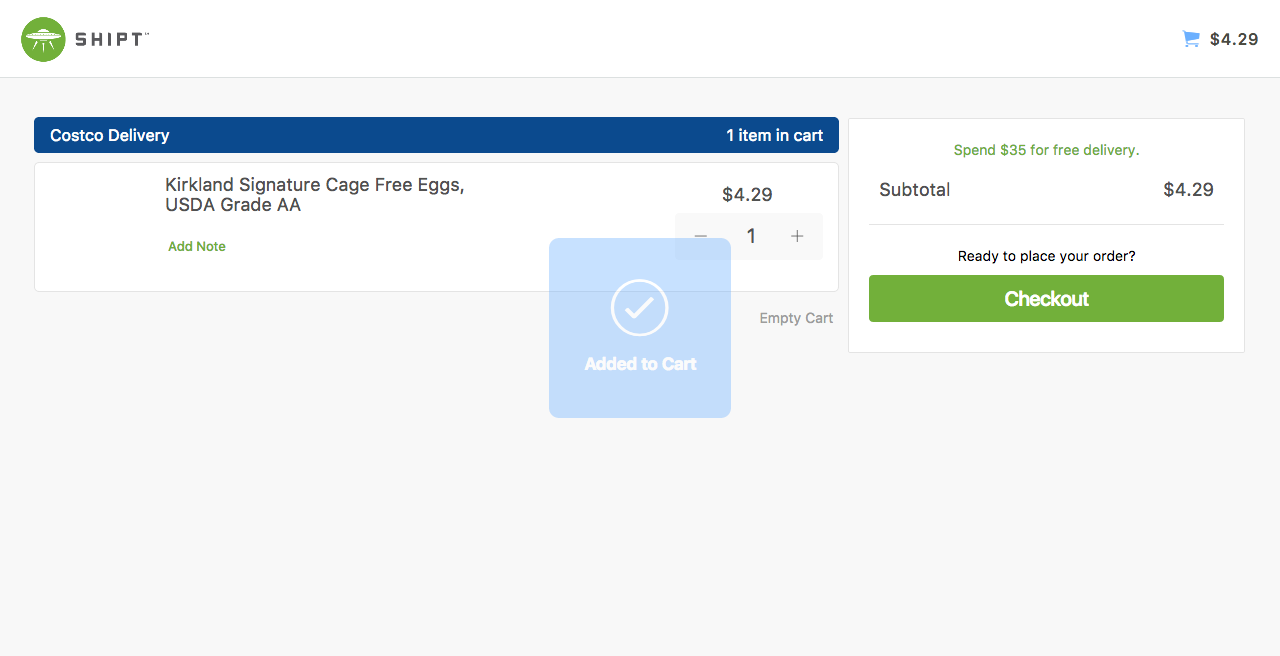 SHIPT™
$4.29
Costco Delivery
1 item in cart
Kirkland Signature Cage Free Eggs,
USDA Grade AA
$4.29
Add Note
− 1 +
Empty Cart
Added to Cart
Spend $35 for free delivery.
Subtotal $4.29
Ready to place your order?
Checkout